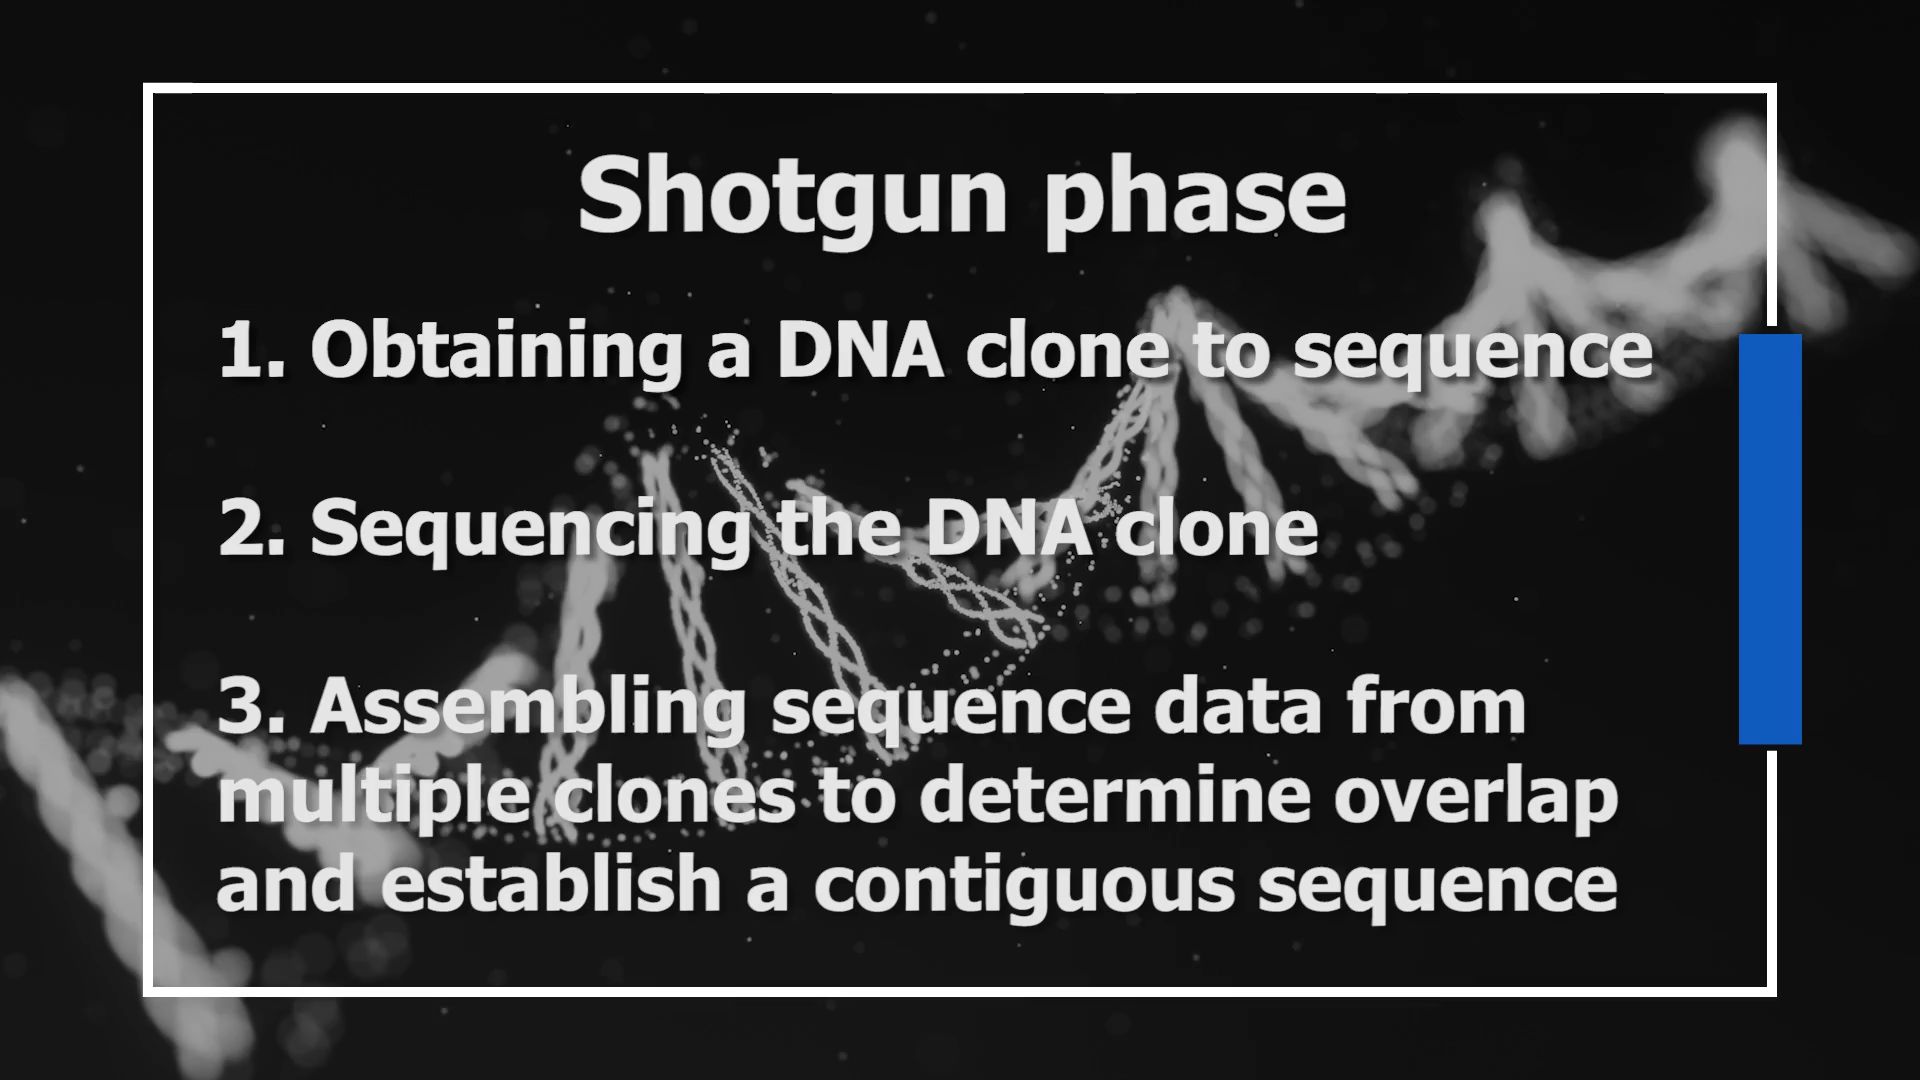 Shotgun phase
1. Obtaining a DNA clone to sequence
2. Sequencing the DNA clone
3. Assembling sequence data from
multiple clones to determine overlap
and establish a contiguous sequence